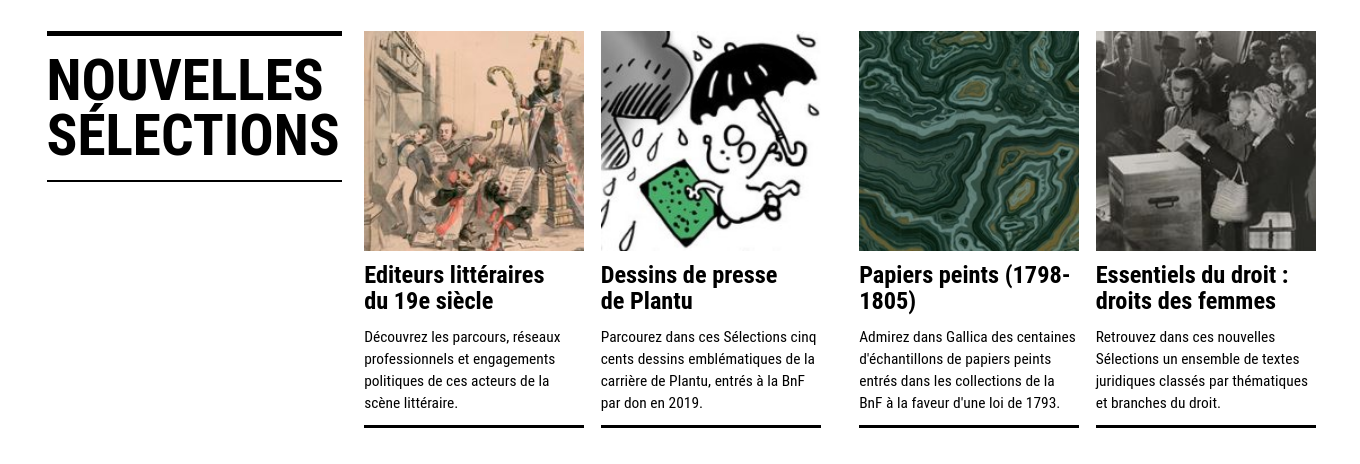 NOUVELLES
SÉLECTIONS
Editeurs littéraires
du 19e siècle
Découvrez les parcours, réseaux
professionnels et engagements
politiques de ces acteurs de la
scène littéraire.
Dessins de presse
de Plantu
Parcourez dans ces Sélections cinq
cents dessins emblématiques de la
carrière de Plantu, entrés à la BnF
par don en 2019.
Papiers peints (1798-
1805)
Admirez dans Gallica des centaines
d'échantillons de papiers peints
entrés dans les collections de la
BnF à la faveur d'une loi de 1793.
Essentiels du droit :
droits des femmes
Retrouvez dans ces nouvelles
Sélections un ensemble de textes
juridiques classés par thématiques
et branches du droit.